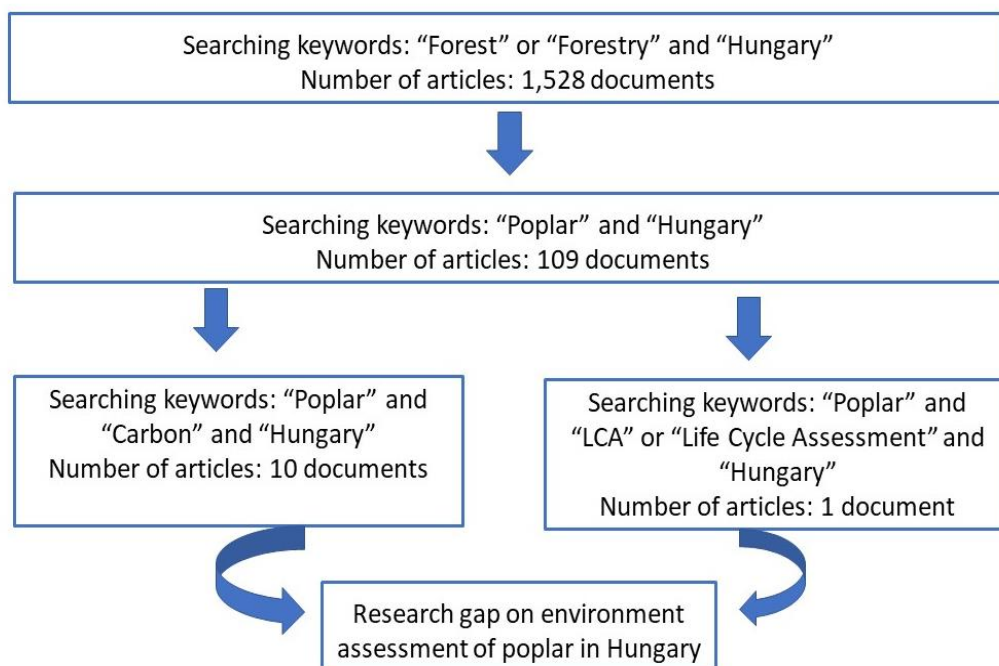 Searching keywords: “Forest” or “Forestry” and “Hungary”
Number of articles: 1,528 documents
Searching keywords: “Poplar” and “Hungary”
Number of articles: 109 documents
Searching keywords: “Poplar” and
“Carbon” and “Hungary”
Number of articles: 10 documents
Searching keywords: “Poplar” and
“LCA” or “Life Cycle Assessment” and
“Hungary”
Number of articles: 1 document
Research gap on environment
assessment of poplar in Hungary